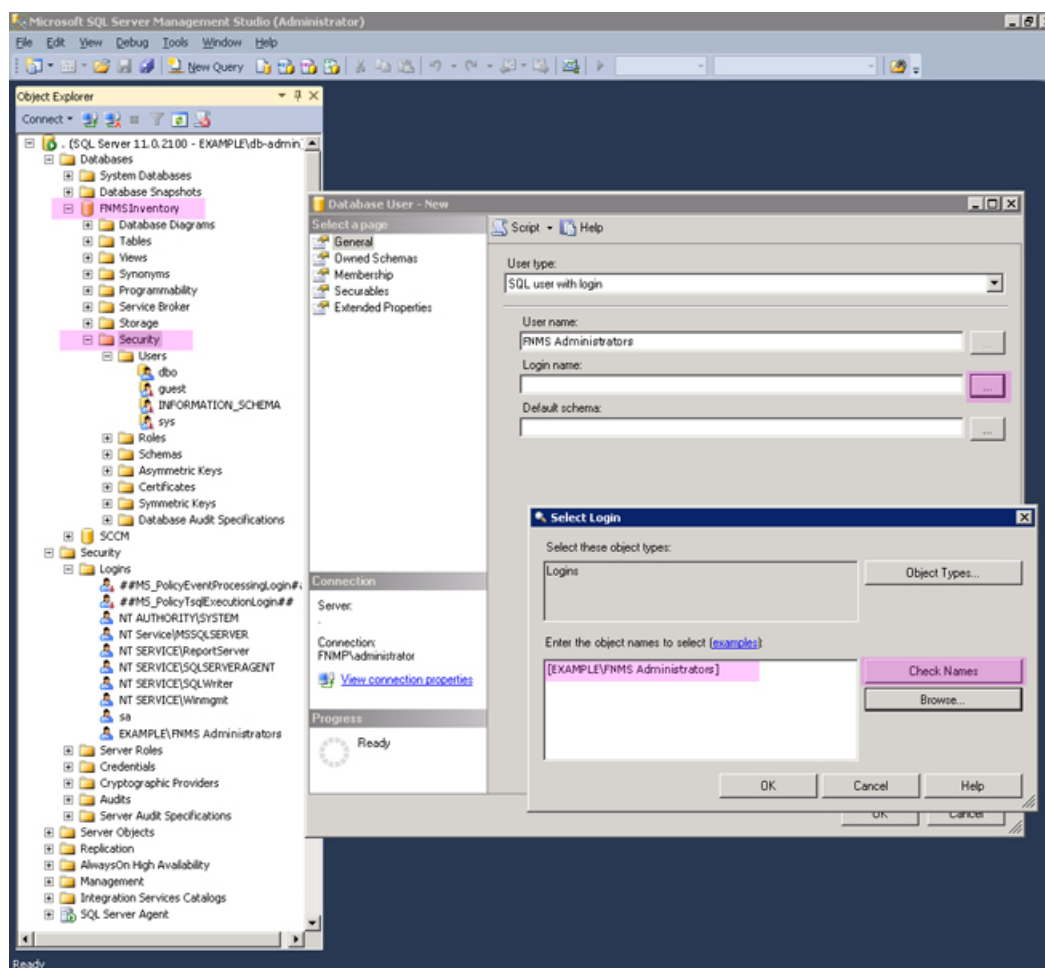 Microsoft SQL Server Management Studio (Administrator)
File Edit View Debug Tools Window Help
New Query
Object Explorer
Connect
. (SQL Server 11.0.2100 - EXAMPLE\db-admin
Databases
System Databases
Database Snapshots
FNMSInventory
Database Diagrams
Tables
Views
Synonyms
Programmability
Service Broker
Storage
Security
Users
dbo
guest
INFORMATION_SCHEMA
sys
Roles
Schemas
Asymmetric Keys
Certificates
Symmetric Keys
Database Audit Specifications
SCCM
Security
Logins
##MS_PolicyEventProcessingLogin#
##MS_PolicyTsqlExecutionLogin##
NT AUTHORITY\SYSTEM
NT Service\MSSQLSERVER
NT SERVICE\ReportServer
NT SERVICE\SQLSERVERAGENT
NT SERVICE\SQLWriter
NT SERVICE\Winmgmt
sa
EXAMPLE\FNMS Administrators
Server Roles
Credentials
Cryptographic Providers
Audits
Server Audit Specifications
Server Objects
Replication
AlwaysOn High Availability
Management
Integration Services Catalogs
SQL Server Agent
Ready
Database User - New
Select a page
General
Owned Schemas
Membership
Securables
Extended Properties
Script Help
User type:
SQL user with login
User name:
FNMS Administrators
...
Login name:
...
Default schema:
...
Connection
Server:
.
Connection:
FNMP\administrator
View connection properties
Progress
Ready
OK Cancel
Select Login
Select these object types:
Logins
Object Types...
Enter the object names to select (examples):
[EXAMPLE\FNMS Administrators]
Check Names
Browse...
OK Cancel Help